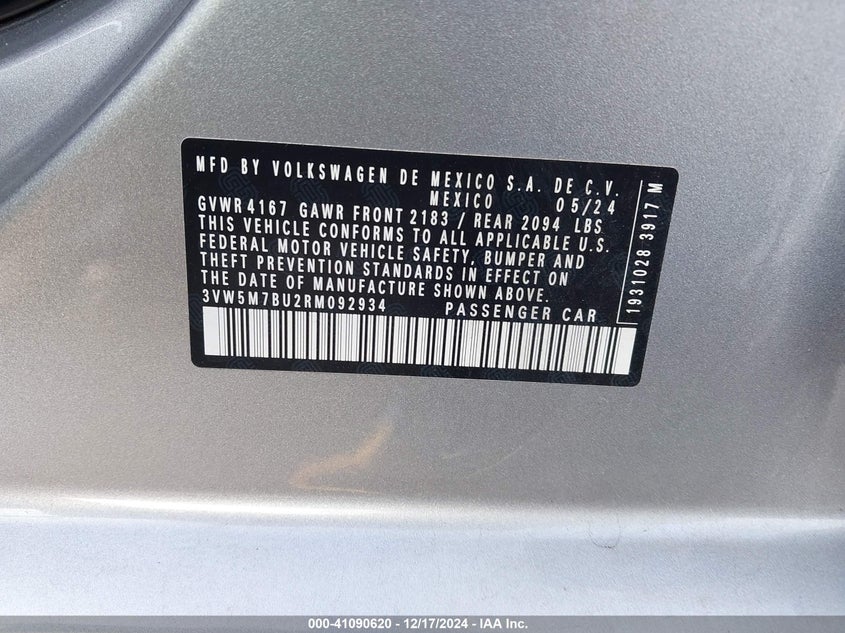 MFD BY VOLKSWAGEN DE MEXICO S.A. DE C.V.
MEXICO 05/24
GVWR 4167 GAWR FRONT 2183 / REAR 2094 LBS
THIS VEHICLE CONFORMS TO ALL APPLICABLE U.S.
FEDERAL MOTOR VEHICLE SAFETY, BUMPER AND
THEFT PREVENTION STANDARDS IN EFFECT ON
THE DATE OF MANUFACTURE SHOWN ABOVE.
3VW5M7BU2RM092934 PASSENGER CAR
1931028 3917 M
000-41090620 - 12/17/2024 - IAA Inc.